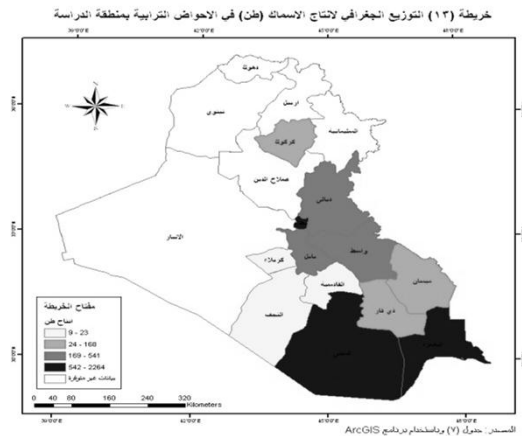 خريطة (١٣) التوزيع الجغرافي لانتاج الاسماك (طن) في الاحواض الترابية بمنطقة الدراسة
دهوك
اربيل
نينوى
السليمانية
كركوك
صلاح الدين
ديالى
الانبار
كربلاء
بابل
واسط
القادسية
ميسان
النجف
ذي قار
مفتاح الخريطة
انتاج طن
9 - 23
24 - 168
169 - 541
542 - 2264
بيانات غير متوفرة
0 40 80 160 240 320
Kilometers
المصدر: جدول (٧) وباستخدام برنامج ArcGIS